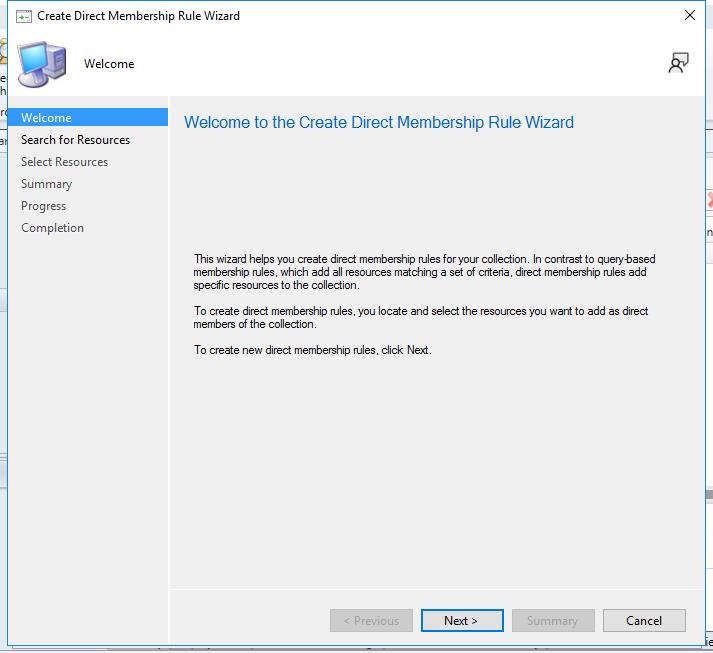 Create Direct Membership Rule Wizard
Welcome
Welcome
Search for Resources
Select Resources
Summary
Progress
Completion
Welcome to the Create Direct Membership Rule Wizard
This wizard helps you create direct membership rules for your collection. In contrast to query-based
membership rules, which add all resources matching a set of criteria, direct membership rules add
specific resources to the collection.
To create direct membership rules, you locate and select the resources you want to add as direct
members of the collection.
To create new direct membership rules, click Next.
< Previous
Next >
Summary
Cancel